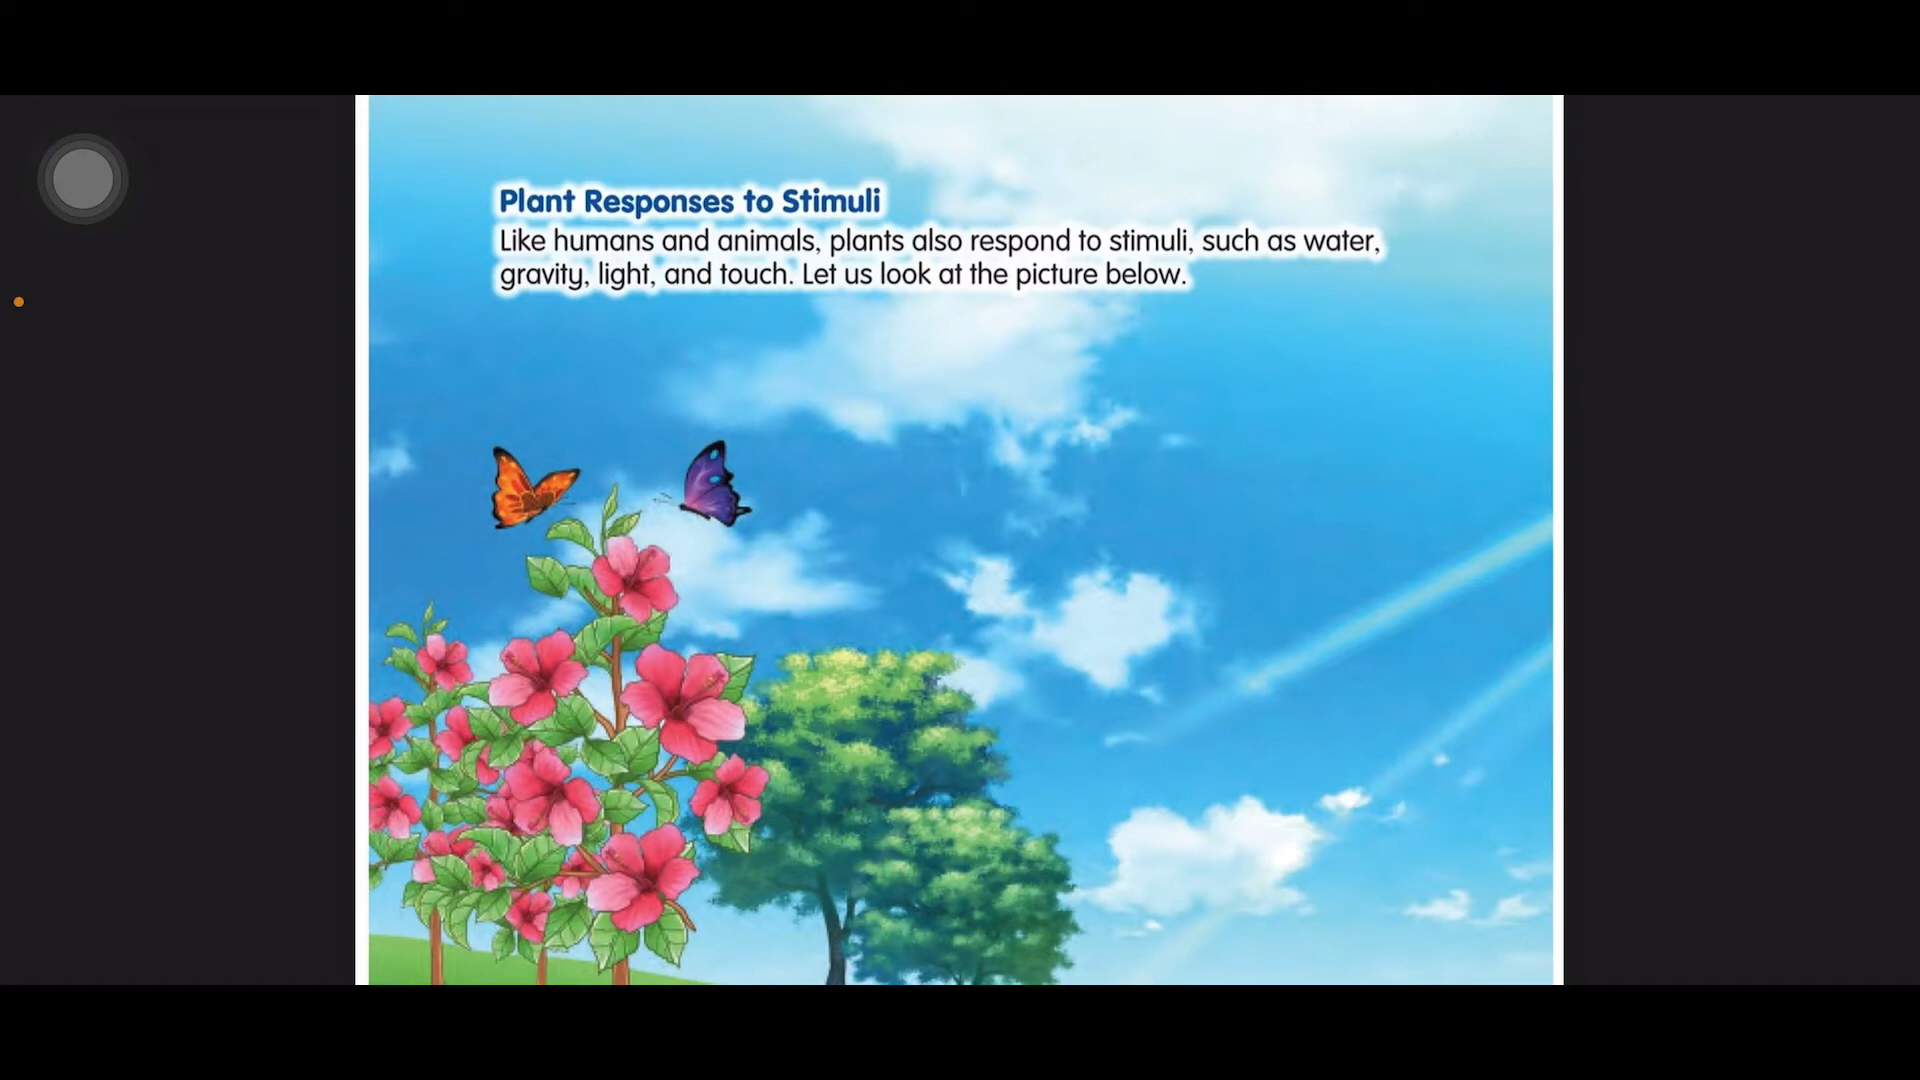 Plant Responses to Stimuli
Like humans and animals, plants also respond to stimuli, such as water,
gravity, light, and touch. Let us look at the picture below.